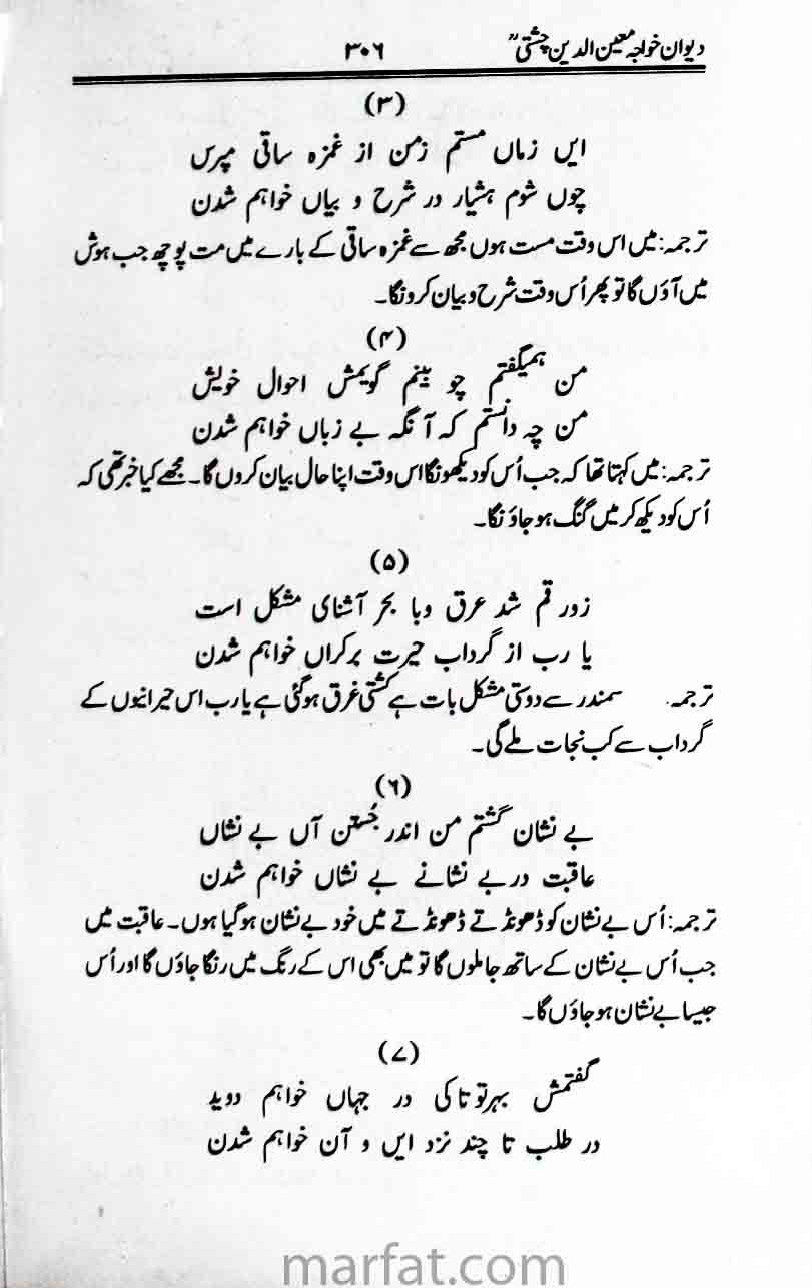 دیوان خواجہ معین الدین چشتیؒ ۳۰۶
(۳)
ایں زماں مستم زمن از غمزہ ساقی مپرس
چوں شوم ہشیار در شرح و بیاں خواہم شدن
ترجمہ: میں اس وقت مست ہوں مجھ سے غمزہ ساقی کے بارے میں مت پوچھ جب ہوش
میں آؤں گا تو پھر اُس وقت شرح و بیان کرونگا۔
(۴)
من ہمیگفتم چو بینم گویمش احوال خویش
من چہ دانستم کہ آنگہ بے زباں خواہم شدن
ترجمہ: میں کہتا تھا کہ جب اُس کو دیکھونگا اس وقت اپنا حال بیان کروں گا۔ مجھے کیا خبر تھی کہ
اُس کو دیکھ کر میں گنگ ہو جاؤنگا۔
(۵)
زورقم شد عرق وبا بحر آشنای مشکل است
یا رب از گرداب حیرت برکراں خواہم شدن
ترجمہ سمندر سے دوستی مشکل بات ہے کشتی غرق ہوگئی ہے یارب اس حیرانیوں کے
گرداب سے کب نجات ملے گی۔
(۶)
بے نشان گشتم من اندر جُستن آں بے نشاں
عاقبت دربے نشانے بے نشاں خواہم شدن
ترجمہ: اُس بے نشان کو ڈھونڈتے ڈھونڈتے میں خود بے نشان ہو گیا ہوں۔ عاقبت میں
جب اُس بے نشان کے ساتھ جا ملوں گا تو میں بھی اس کے رنگ میں رنگا جاؤں گا اور اُس
جیسا بے نشان ہو جاؤں گا۔
(۷)
گفتمش بہر تو تاکی در جہاں خواہم دوید
در طلب تا چند نزد ایں و آن خواہم شدن
marfat.com